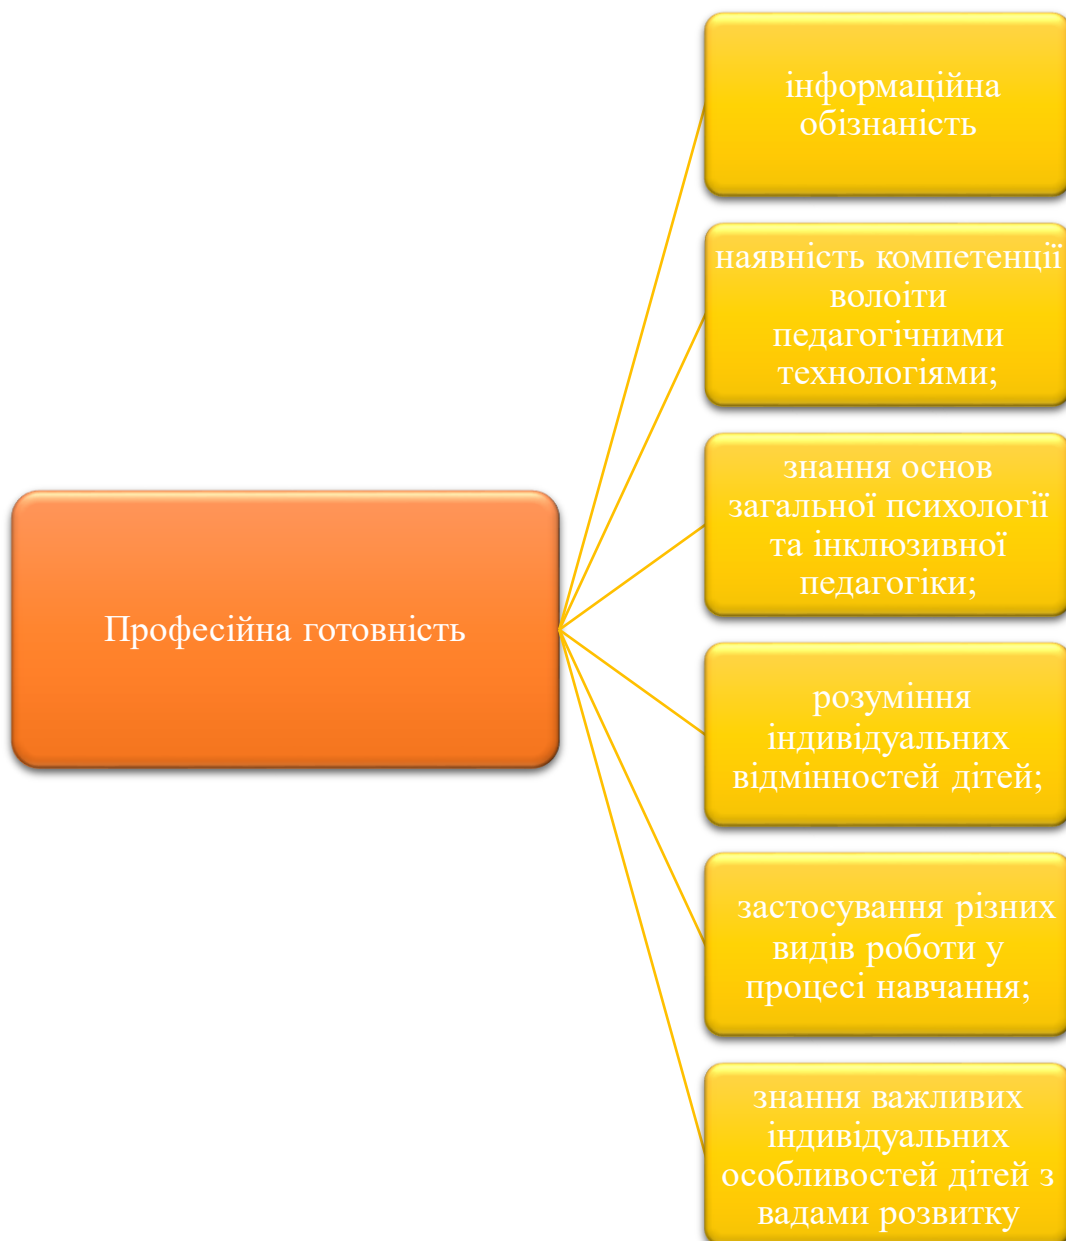 інформаційна
обізнаність
наявність компетенції
волоіти
педагогічними
технологіями;
знання основ
загальної психології
та інклюзивної
педагогіки;
Професійна готовність
розуміння
індивідуальних
відмінностей дітей;
застосування різних
видів роботи у
процесі навчання;
знання важливих
індивідуальних
особливостей дітей з
вадами розвитку